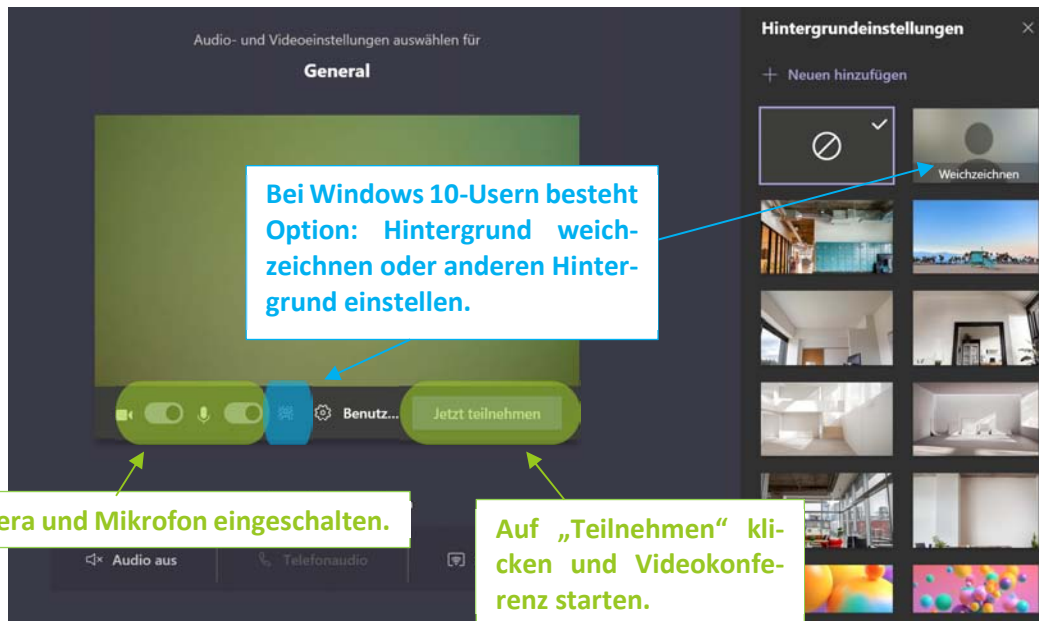 Audio- und Videoeinstellungen auswählen für
General
Hintergrundeinstellungen
Neuen hinzufügen
Weichzeichnen
Bei Windows 10-Usern besteht
Option: Hintergrund weich-
zeichnen oder anderen Hinter-
grund einstellen.
Benutz...
Jetzt teilnehmen
era und Mikrofon eingeschalten.
Auf „Teilnehmen“ kli-
cken und Videokonfe-
renz starten.
Audio aus
Telefonaudio